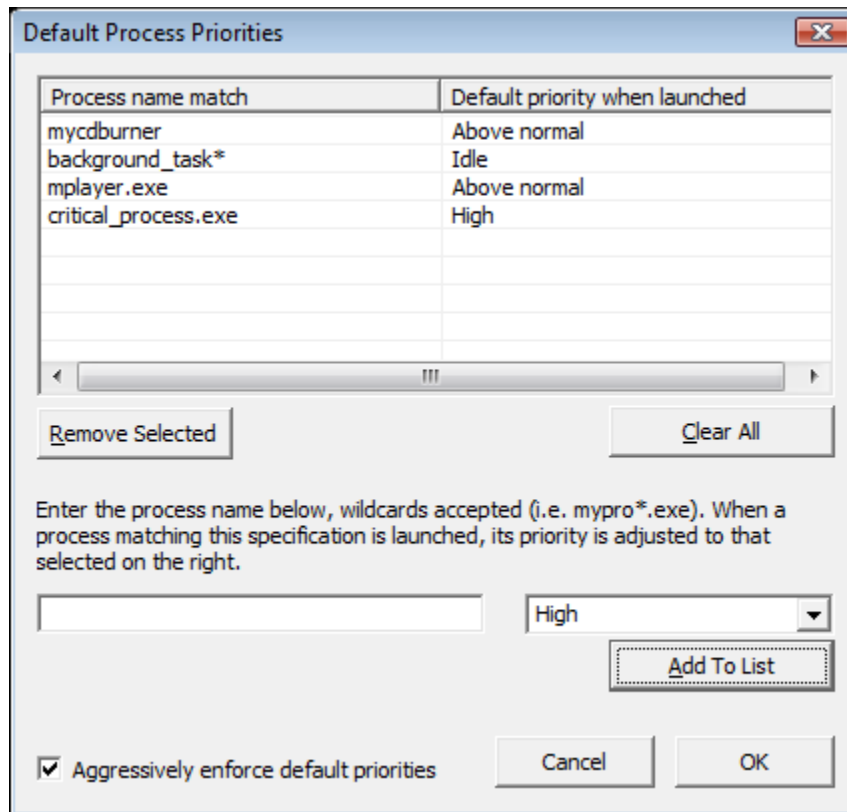 Default Process Priorities
Process name match Default priority when launched
mycdburner Above normal
background_task* Idle
mplayer.exe Above normal
critical_process.exe High
Remove Selected Clear All
Enter the process name below, wildcards accepted (i.e. mypro*.exe). When a
process matching this specification is launched, its priority is adjusted to that
selected on the right.
High
Add To List
Aggressively enforce default priorities Cancel OK